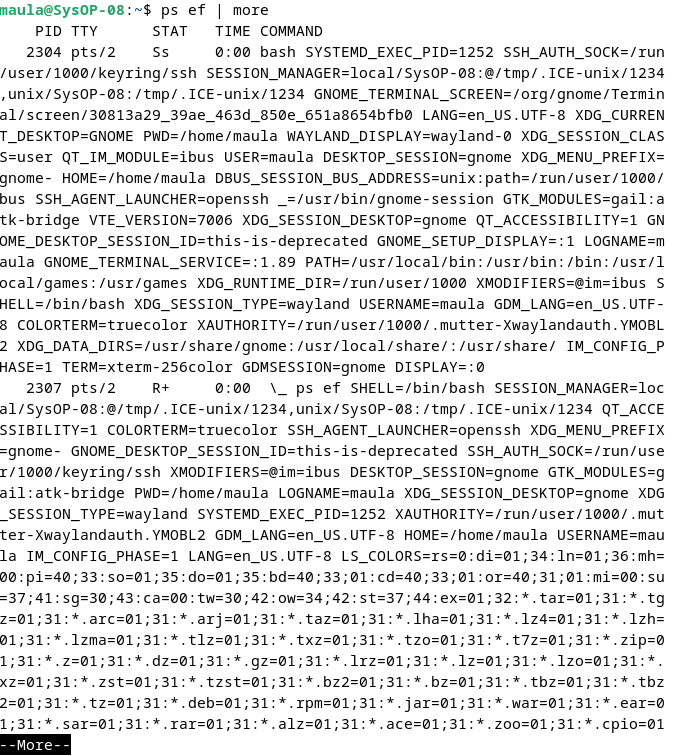 maula@SysOP-08:~$ ps ef | more
    PID TTY      STAT   TIME COMMAND
   2304 pts/2    Ss     0:00 bash SYSTEMD_EXEC_PID=1252 SSH_AUTH_SOCK=/run
/user/1000/keyring/ssh SESSION_MANAGER=local/SysOP-08:@/tmp/.ICE-unix/1234
,unix/SysOP-08:/tmp/.ICE-unix/1234 GNOME_TERMINAL_SCREEN=/org/gnome/Termin
al/screen/30813a29_39ae_463d_850e_651a8654bfb0 LANG=en_US.UTF-8 XDG_CURREN
T_DESKTOP=GNOME PWD=/home/maula WAYLAND_DISPLAY=wayland-0 XDG_SESSION_CLAS
S=user QT_IM_MODULE=ibus USER=maula DESKTOP_SESSION=gnome XDG_MENU_PREFIX=
gnome- HOME=/home/maula DBUS_SESSION_BUS_ADDRESS=unix:path=/run/user/1000/
bus SSH_AGENT_LAUNCHER=openssh _=/usr/bin/gnome-session GTK_MODULES=gail:a
tk-bridge VTE_VERSION=7006 XDG_SESSION_DESKTOP=gnome QT_ACCESSIBILITY=1 GN
OME_DESKTOP_SESSION_ID=this-is-deprecated GNOME_SETUP_DISPLAY=:1 LOGNAME=m
aula GNOME_TERMINAL_SERVICE=:1.89 PATH=/usr/local/bin:/usr/bin:/bin:/usr/l
ocal/games:/usr/games XDG_RUNTIME_DIR=/run/user/1000 XMODIFIERS=@im=ibus S
HELL=/bin/bash XDG_SESSION_TYPE=wayland USERNAME=maula GDM_LANG=en_US.UTF-
8 COLORTERM=truecolor XAUTHORITY=/run/user/1000/.mutter-Xwaylandauth.YMOBL
2 XDG_DATA_DIRS=/usr/share/gnome:/usr/local/share/:/usr/share/ IM_CONFIG_P
HASE=1 TERM=xterm-256color GDMSESSION=gnome DISPLAY=:0
   2307 pts/2    R+     0:00  \_ ps ef SHELL=/bin/bash SESSION_MANAGER=loc
al/SysOP-08:@/tmp/.ICE-unix/1234,unix/SysOP-08:/tmp/.ICE-unix/1234 QT_ACCE
SSIBILITY=1 COLORTERM=truecolor SSH_AGENT_LAUNCHER=openssh XDG_MENU_PREFIX
=gnome- GNOME_DESKTOP_SESSION_ID=this-is-deprecated SSH_AUTH_SOCK=/run/use
r/1000/keyring/ssh XMODIFIERS=@im=ibus DESKTOP_SESSION=gnome GTK_MODULES=g
ail:atk-bridge PWD=/home/maula LOGNAME=maula XDG_SESSION_DESKTOP=gnome XDG
_SESSION_TYPE=wayland SYSTEMD_EXEC_PID=1252 XAUTHORITY=/run/user/1000/.mut
ter-Xwaylandauth.YMOBL2 GDM_LANG=en_US.UTF-8 HOME=/home/maula USERNAME=mau
la IM_CONFIG_PHASE=1 LANG=en_US.UTF-8 LS_COLORS=rs=0:di=01;34:ln=01;36:mh=
00:pi=40;33:so=01;35:do=01;35:bd=40;33;01:cd=40;33;01:or=40;31;01:mi=00:su
=37;41:sg=30;43:ca=00:tw=30;42:ow=34;42:st=37;44:ex=01;32:*.tar=01;31:*.tg
z=01;31:*.arc=01;31:*.arj=01;31:*.taz=01;31:*.lha=01;31:*.lz4=01;31:*.lzh=
01;31:*.lzma=01;31:*.tlz=01;31:*.txz=01;31:*.tzo=01;31:*.t7z=01;31:*.zip=0
1;31:*.z=01;31:*.dz=01;31:*.gz=01;31:*.lrz=01;31:*.lz=01;31:*.lzo=01;31:*.
xz=01;31:*.zst=01;31:*.tzst=01;31:*.bz2=01;31:*.bz=01;31:*.tbz=01;31:*.tbz
2=01;31:*.tz=01;31:*.deb=01;31:*.rpm=01;31:*.jar=01;31:*.war=01;31:*.ear=0
1;31:*.sar=01;31:*.rar=01;31:*.alz=01;31:*.ace=01;31:*.zoo=01;31:*.cpio=01
--More--